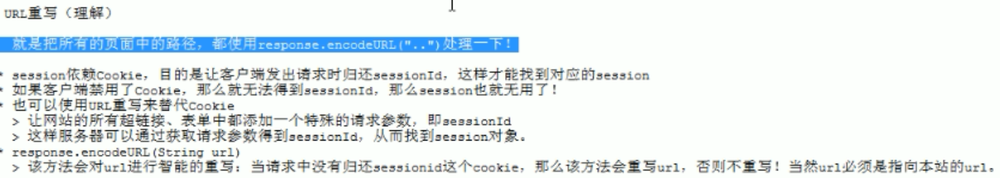 URL重写（理解）
就是把所有的页面中的路径，都使用response.encodeURL("..")处理一下！
* session依赖Cookie，目的是让客户端发出请求时归还sessionId，这样才能找到对应的session
* 如果客户端禁用了Cookie，那么就无法得到sessionId，那么session也就无用了！
* 也可以使用URL重写来替代Cookie
> 让网站的所有超链接、表单中都添加一个特殊的请求参数，即sessionId
> 这样服务器可以通过获取请求参数得到sessionId，从而找到session对象。
* response.encodeURL(String url)
> 该方法会对url进行智能的重写：当请求中没有归还sessionid这个cookie，那么该方法会重写url，否则不重写！当然url必须是指向本站的url。